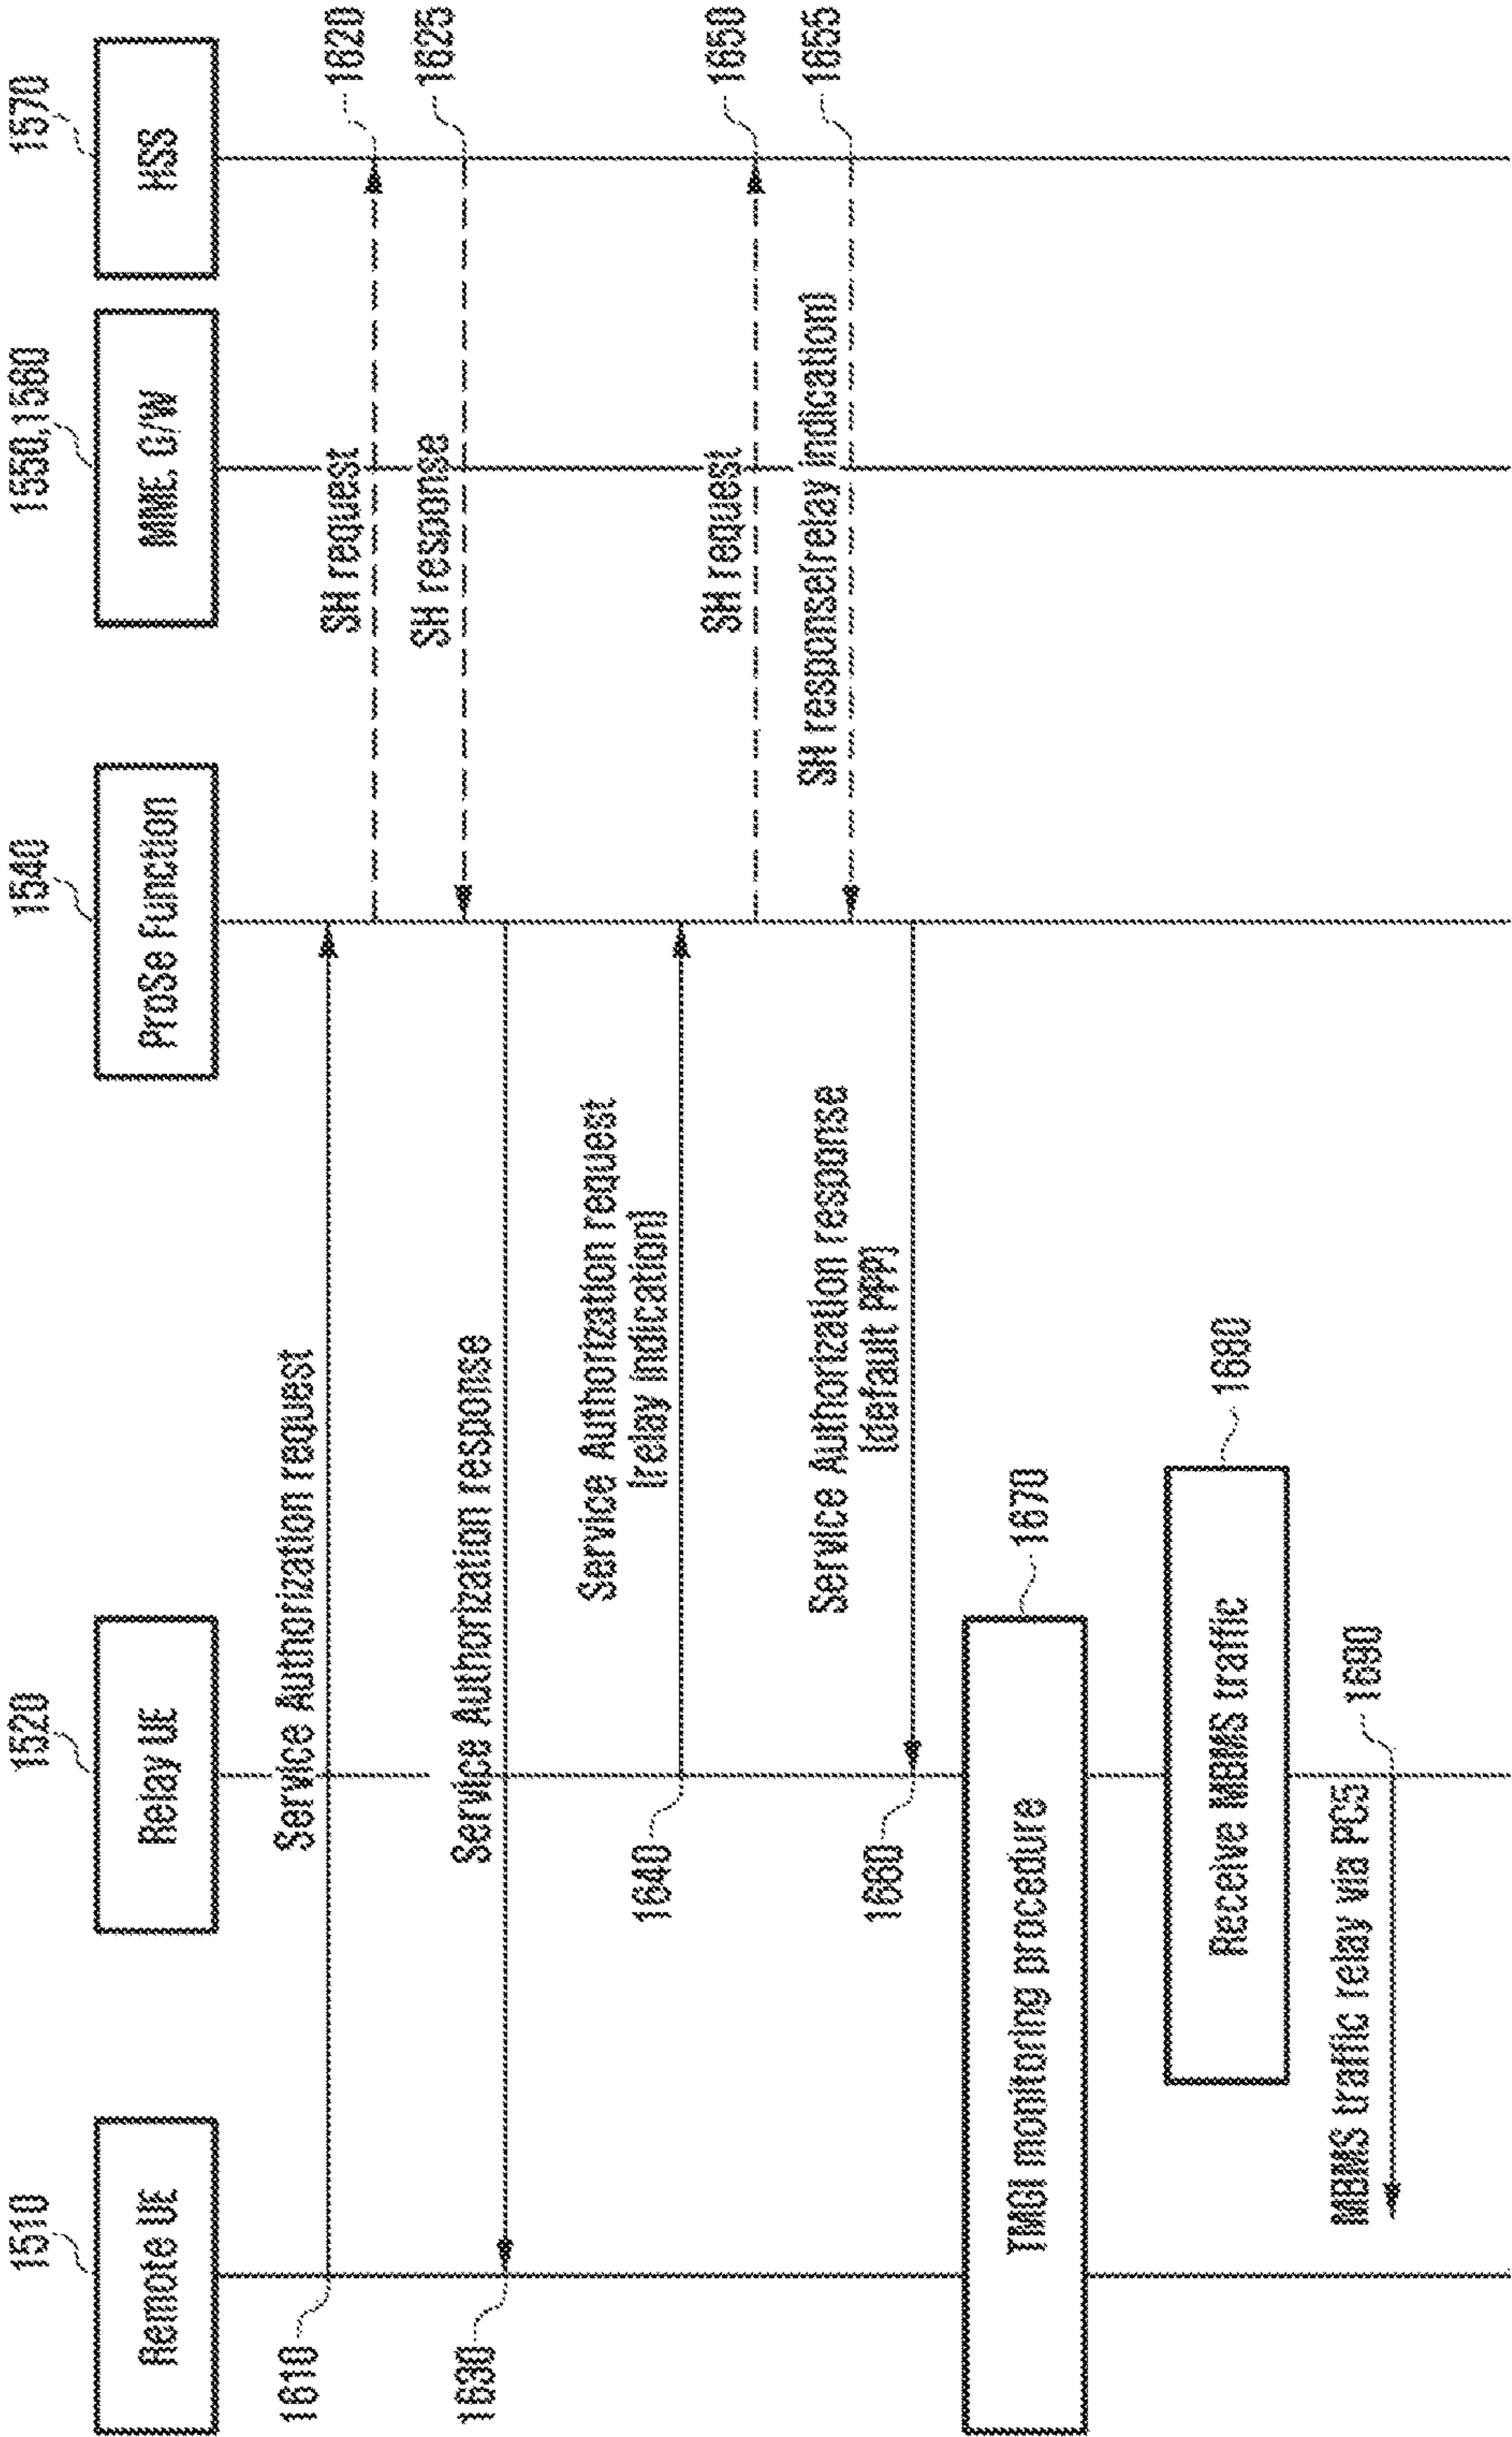 1510
1520
1540
1550,1560
1570
Remote UE
Relay UE
ProSe Function
MME, G/W
HSS
1610
Service Authorization request
SH request
1620
SH response
1625
1630
Service Authorization response
Service Authorization request
(relay indication)
1640
SH request
1650
SH response(relay indication)
1655
Service Authorization response
(default PPP)
1660
TMGI monitoring procedure
1670
Receive MBMS traffic
1680
MBMS traffic relay via PC5
1690